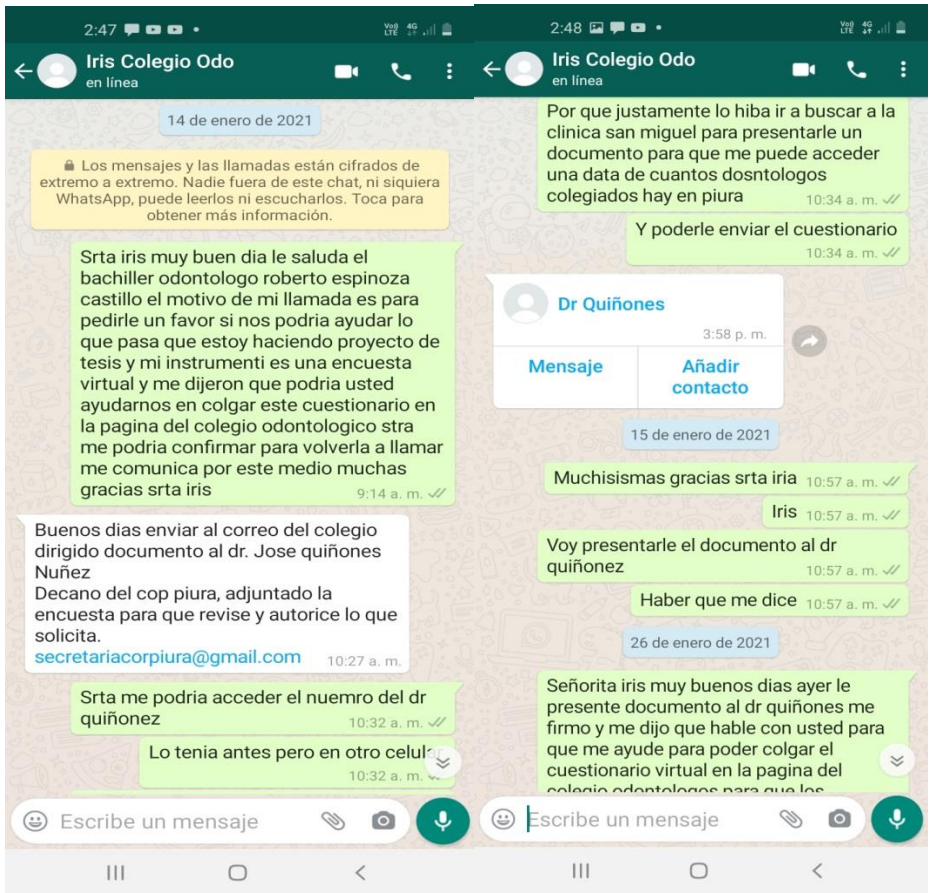 2:47
VoD LTE 4G
Iris Colegio Odo
en línea
14 de enero de 2021
Los mensajes y las llamadas están cifrados de
extremo a extremo. Nadie fuera de este chat, ni siquiera
WhatsApp, puede leerlos ni escucharlos. Toca para
obtener más información.
Srta iris muy buen dia le saluda el
bachiller odontologo roberto espinoza
castillo el motivo de mi llamada es para
pedirle un favor si nos podria ayudar lo
que pasa que estoy haciendo proyecto de
tesis y mi instrumenti es una encuesta
virtual y me dijeron que podria usted
ayudarnos en colgar este cuestionario en
la pagina del colegio odontologico stra
me podria confirmar para volverla a llamar
me comunica por este medio muchas
gracias srta iris
9:14 a. m.
Buenos dias enviar al correo del colegio
dirigido documento al dr. Jose quiñones
Nuñez
Decano del cop piura, adjuntado la
encuesta para que revise y autorice lo que
solicita.
secretariacorpiura@gmail.com 10:27 a. m.
Srta me podria acceder el nuemro del dr
quiñonez 10:32 a. m.
Lo tenia antes pero en otro celular
10:32 a. m.
Escribe un mensaje
2:48
VoD LTE 4G
Iris Colegio Odo
en línea
Por que justamente lo hiba ir a buscar a la
clinica san miguel para presentarle un
documento para que me puede acceder
una data de cuantos dosntologos
colegiados hay en piura 10:34 a. m.
Y poderle enviar el cuestionario
10:34 a. m.
Dr Quiñones
3:58 p. m.
Mensaje
Añadir
contacto
15 de enero de 2021
Muchisismas gracias srta iria 10:57 a. m.
Iris 10:57 a. m.
Voy presentarle el documento al dr
quiñonez 10:57 a. m.
Haber que me dice 10:57 a. m.
26 de enero de 2021
Señorita iris muy buenos dias ayer le
presente documento al dr quiñones me
firmo y me dijo que hable con usted para
que me ayude para poder colgar el
cuestionario virtual en la pagina del
colegio odontologos para que los
Escribe un mensaje